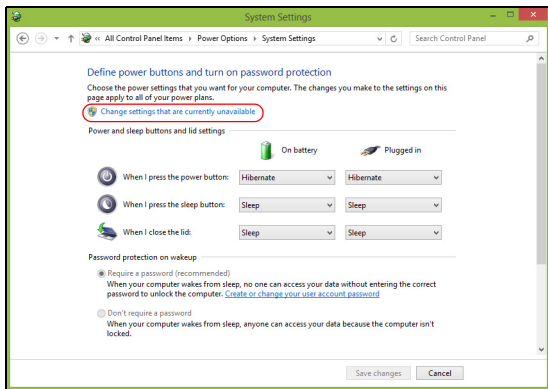 System Settings
« All Control Panel Items Power Options System Settings
Search Control Panel
Define power buttons and turn on password protection
Choose the power settings that you want for your computer. The changes you make to the settings on this
page apply to all of your power plans.
Change settings that are currently unavailable
Power and sleep buttons and lid settings
On battery Plugged in
When I press the power button: Hibernate Hibernate
When I press the sleep button: Sleep Sleep
When I close the lid: Sleep Sleep
Password protection on wakeup
Require a password (recommended)
When your computer wakes from sleep, no one can access your data without entering the correct
password to unlock the computer. Create or change your user account password
Don't require a password
When your computer wakes from sleep, anyone can access your data because the computer isn't
locked.
Save changes Cancel